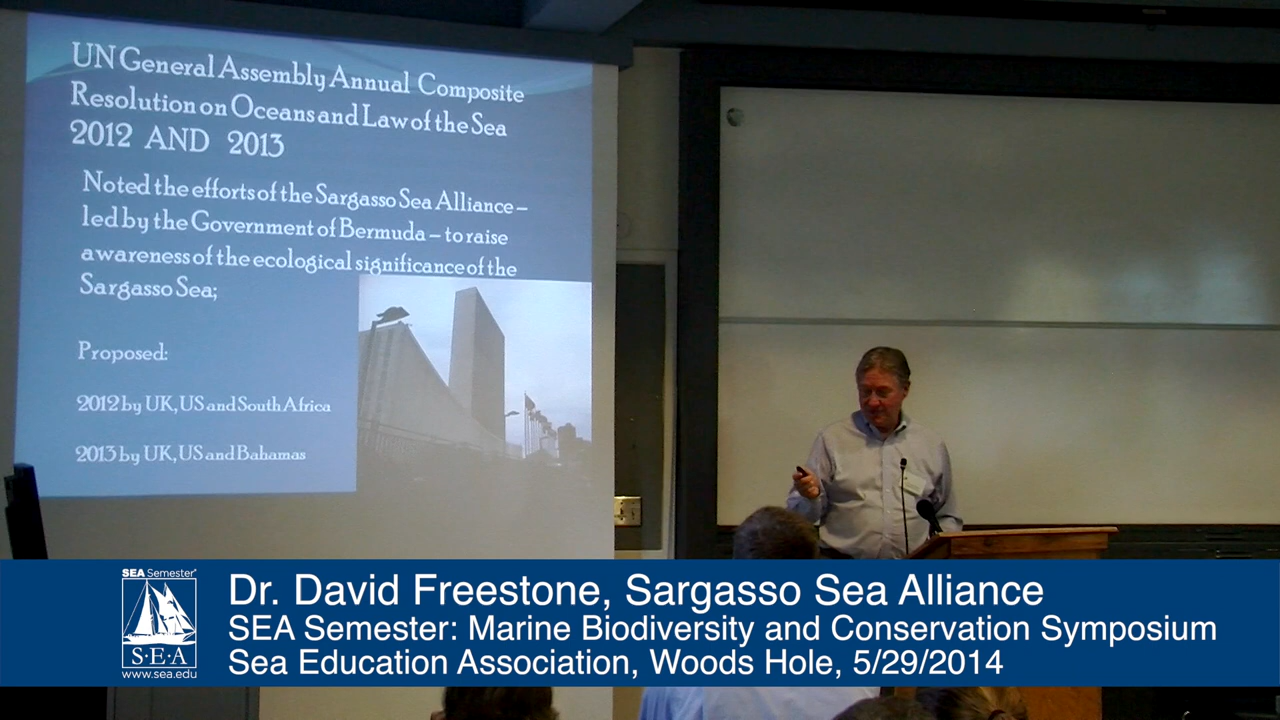 UN General Assembly Annual Composite
Resolution on Oceans and Law of the Sea
2012 AND 2013
Noted the efforts of the Sargasso Sea Alliance –
led by the Government of Bermuda – to raise
awareness of the ecological significance of the
Sargasso Sea;
Proposed:
2012 by UK, US and South Africa
2013 by UK, US and Bahamas
SEA Semester®
S·E·A
www.sea.edu
Dr. David Freestone, Sargasso Sea Alliance
SEA Semester: Marine Biodiversity and Conservation Symposium
Sea Education Association, Woods Hole, 5/29/2014